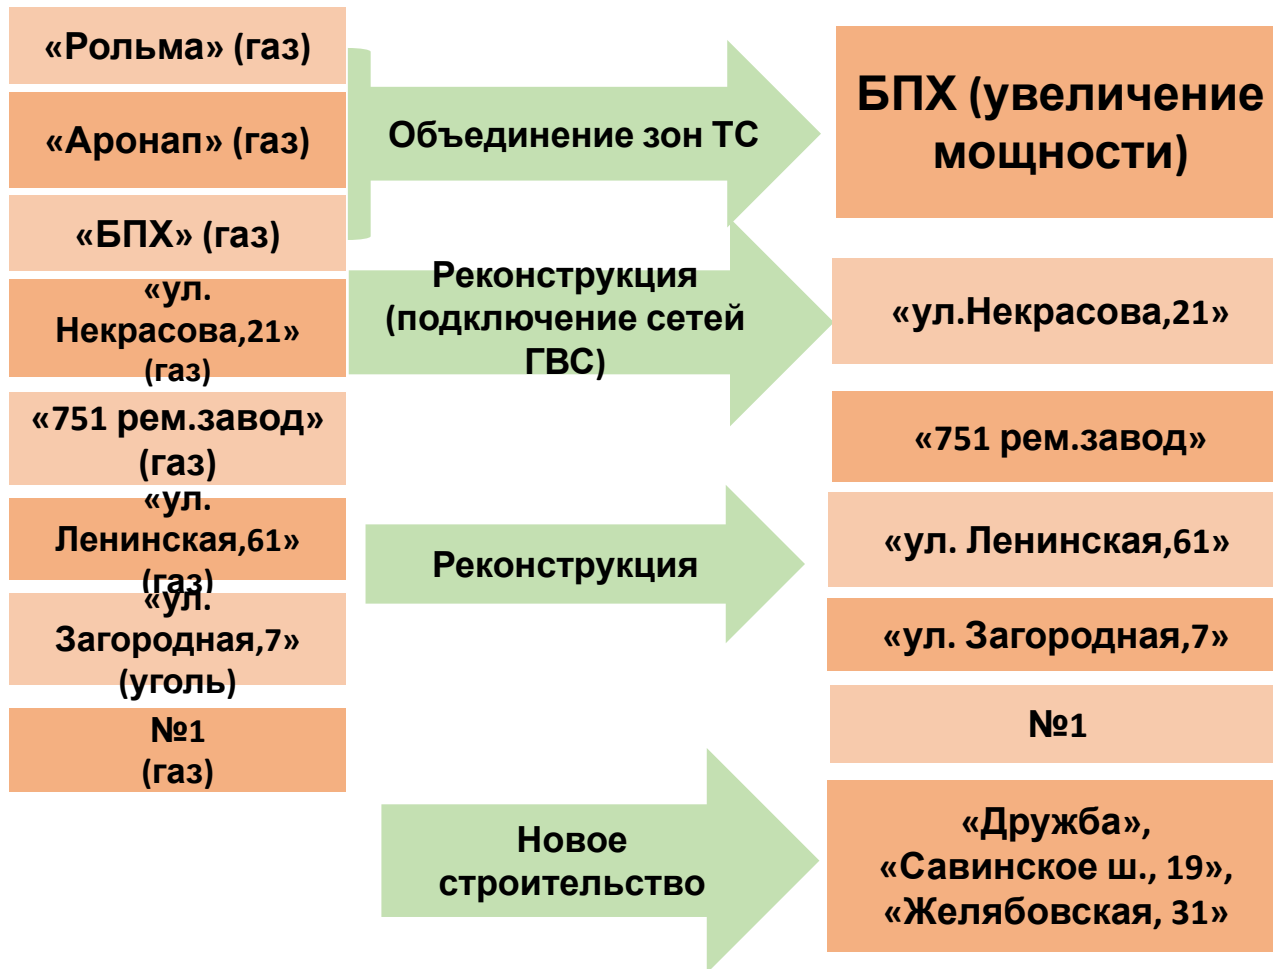 «Рольма» (газ)
«Аронап» (газ)
«БПХ» (газ)
«ул.
Некрасова,21»
(газ)
«751 рем.завод»
(газ)
«ул.
Ленинская,61»
(газ)
«ул.
Загородная,7»
(уголь)
№1
(газ)
Объединение зон ТС
Реконструкция
(подключение сетей
ГВС)
Реконструкция
Новое
строительство
БПХ (увеличение
мощности)
«ул.Некрасова,21»
«751 рем.завод»
«ул. Ленинская,61»
«ул. Загородная,7»
№1
«Дружба»,
«Савинское ш., 19»,
«Желябовская, 31»